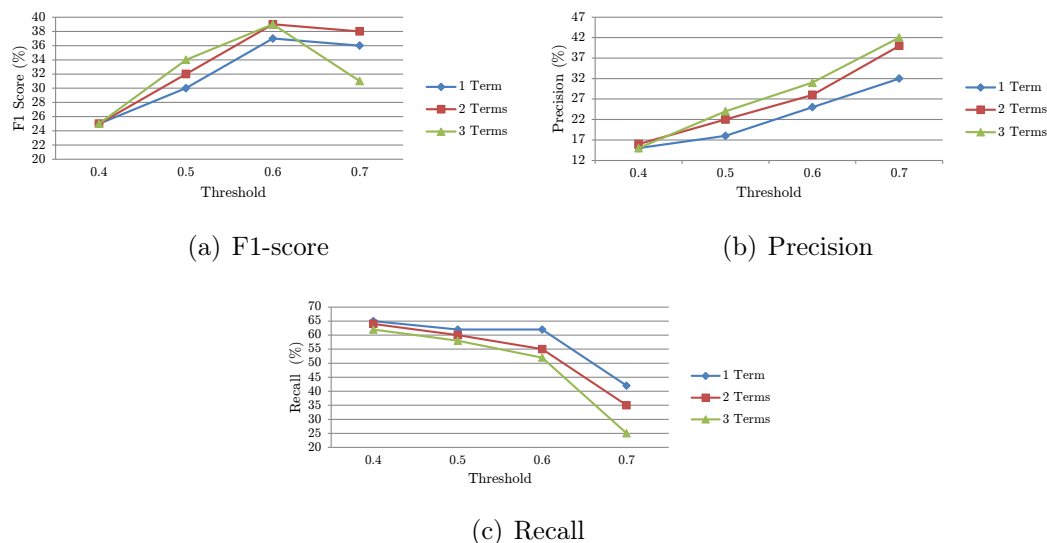 40
38
36
34
32
30
28
26
24
22
20
F1 Score (%)
0.4 0.5 0.6 0.7
Threshold
1 Term
2 Terms
3 Terms
(a) F1-score
47
42
37
32
27
22
17
12
Precision (%)
0.4 0.5 0.6 0.7
Threshold
1 Term
2 Terms
3 Terms
(b) Precision
70
65
60
55
50
45
40
35
30
25
20
Recall (%)
0.4 0.5 0.6 0.7
Threshold
1 Term
2 Terms
3 Terms
(c) Recall